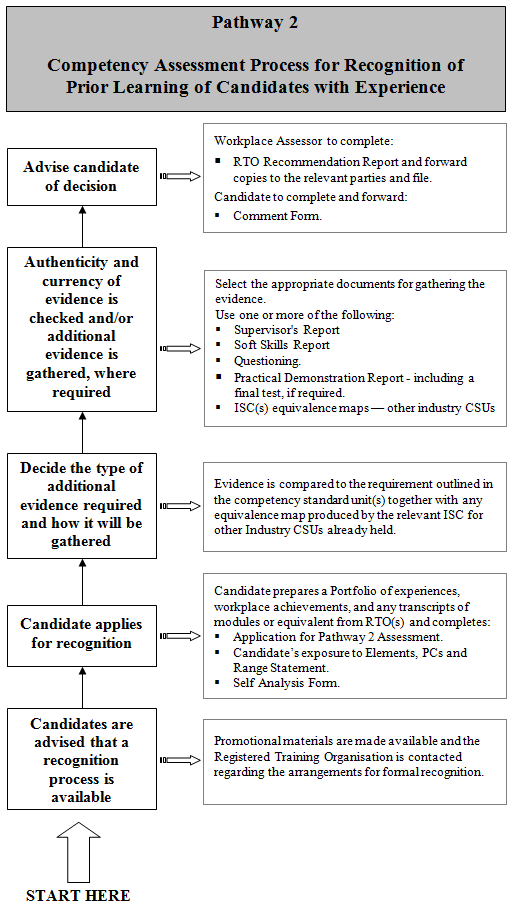 Pathway 2
Competency Assessment Process for Recognition of
Prior Learning of Candidates with Experience
Advise candidate
of decision
Workplace Assessor to complete:
▪ RTO Recommendation Report and forward
copies to the relevant parties and file.
Candidate to complete and forward:
▪ Comment Form.
Authenticity and
currency of
evidence is
checked and/or
additional
evidence is
gathered, where
required
Select the appropriate documents for gathering the
evidence.
Use one or more of the following:
▪ Supervisor's Report
▪ Soft Skills Report
▪ Questioning.
▪ Practical Demonstration Report - including a
final test, if required.
▪ ISC(s) equivalence maps — other industry CSUs
Decide the type of
additional
evidence required
and how it will be
gathered
Evidence is compared to the requirement outlined in
the competency standard unit(s) together with any
equivalence map produced by the relevant ISC for
other Industry CSUs already held.
Candidate applies
for recognition
Candidate prepares a Portfolio of experiences,
workplace achievements, and any transcripts of
modules or equivalent from RTO(s) and completes:
▪ Application for Pathway 2 Assessment.
▪ Candidate’s exposure to Elements, PCs and
Range Statement.
▪ Self Analysis Form.
Candidates are
advised that a
recognition
process is
available
Promotional materials are made available and the
Registered Training Organisation is contacted
regarding the arrangements for formal recognition.
START HERE